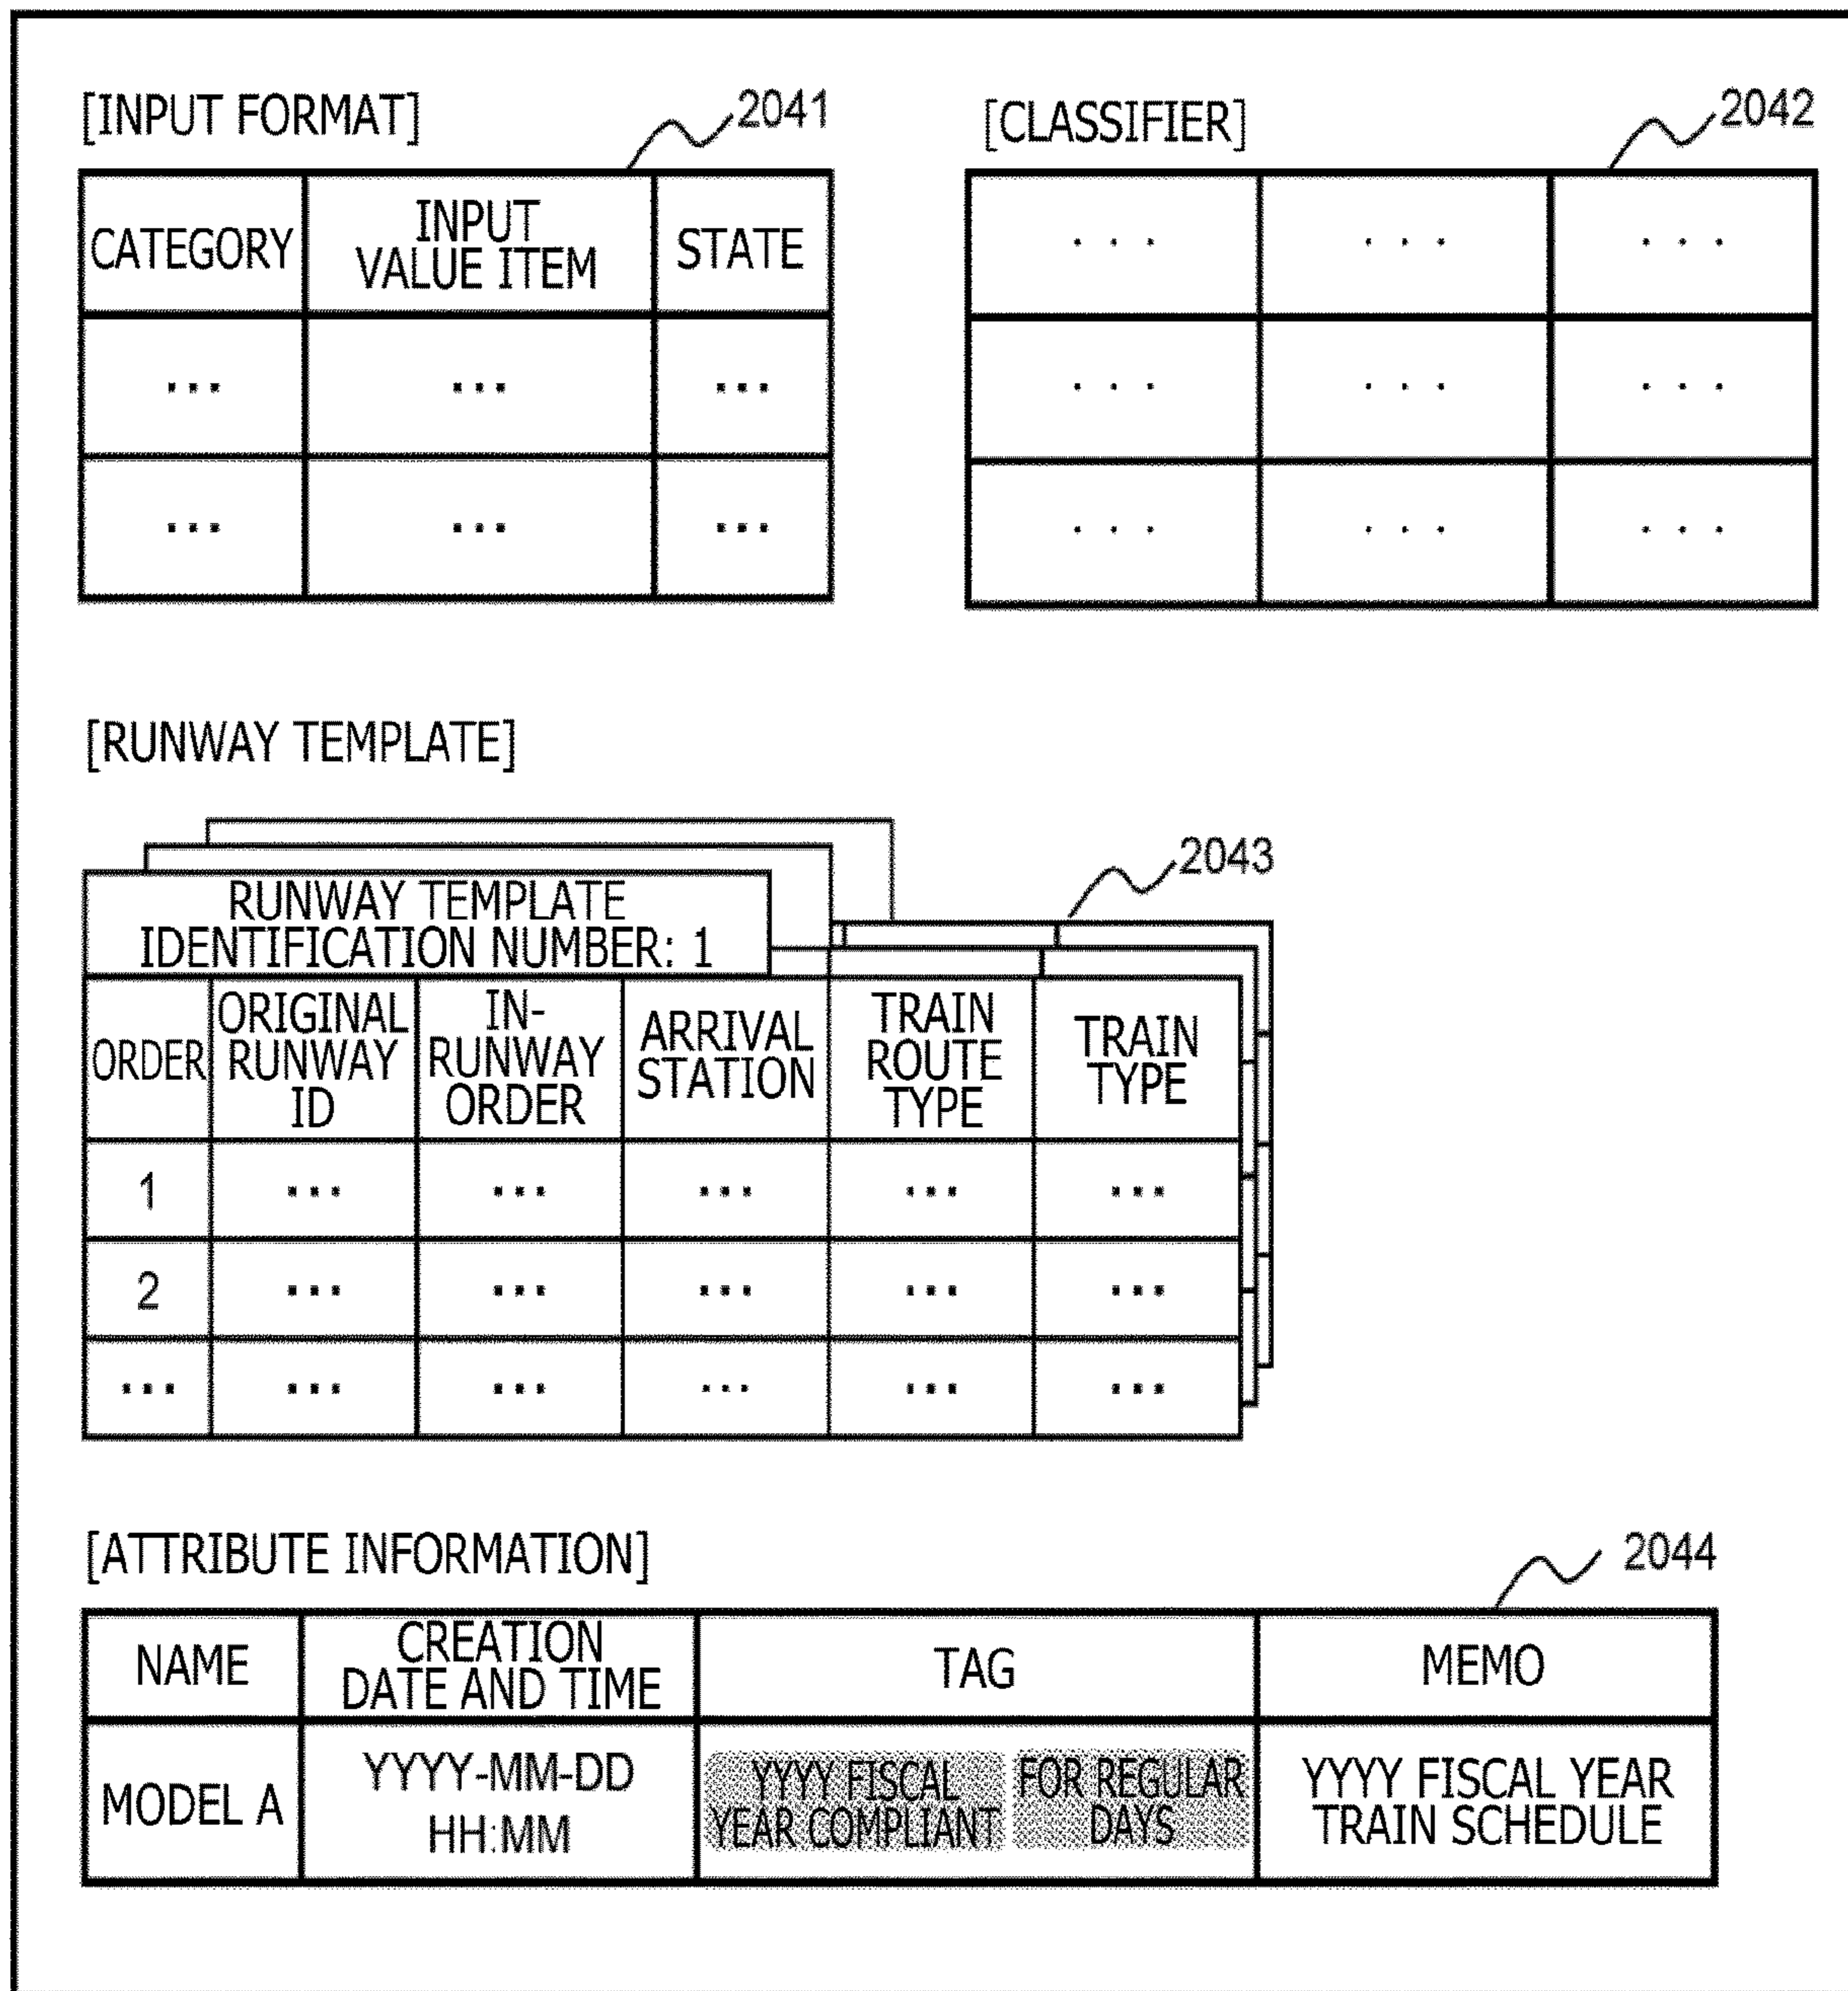 [INPUT FORMAT]
2041
CATEGORY
INPUT
VALUE ITEM
STATE
... ... ...
... ... ...
[CLASSIFIER]
2042
... ... ...
... ... ...
... ... ...
[RUNWAY TEMPLATE]
2043
RUNWAY TEMPLATE
IDENTIFICATION NUMBER: 1
ORDER
ORIGINAL
RUNWAY
ID
IN-
RUNWAY
ORDER
ARRIVAL
STATION
TRAIN
ROUTE
TYPE
TRAIN
TYPE
1 ... ... ... ... ...
2 ... ... ... ... ...
... ... ... ... ... ...
[ATTRIBUTE INFORMATION]
2044
NAME
CREATION
DATE AND TIME
TAG
MEMO
MODEL A
YYYY-MM-DD
HH:MM
YYYY FISCAL
YEAR COMPLIANT
FOR REGULAR
DAYS
YYYY FISCAL YEAR
TRAIN SCHEDULE